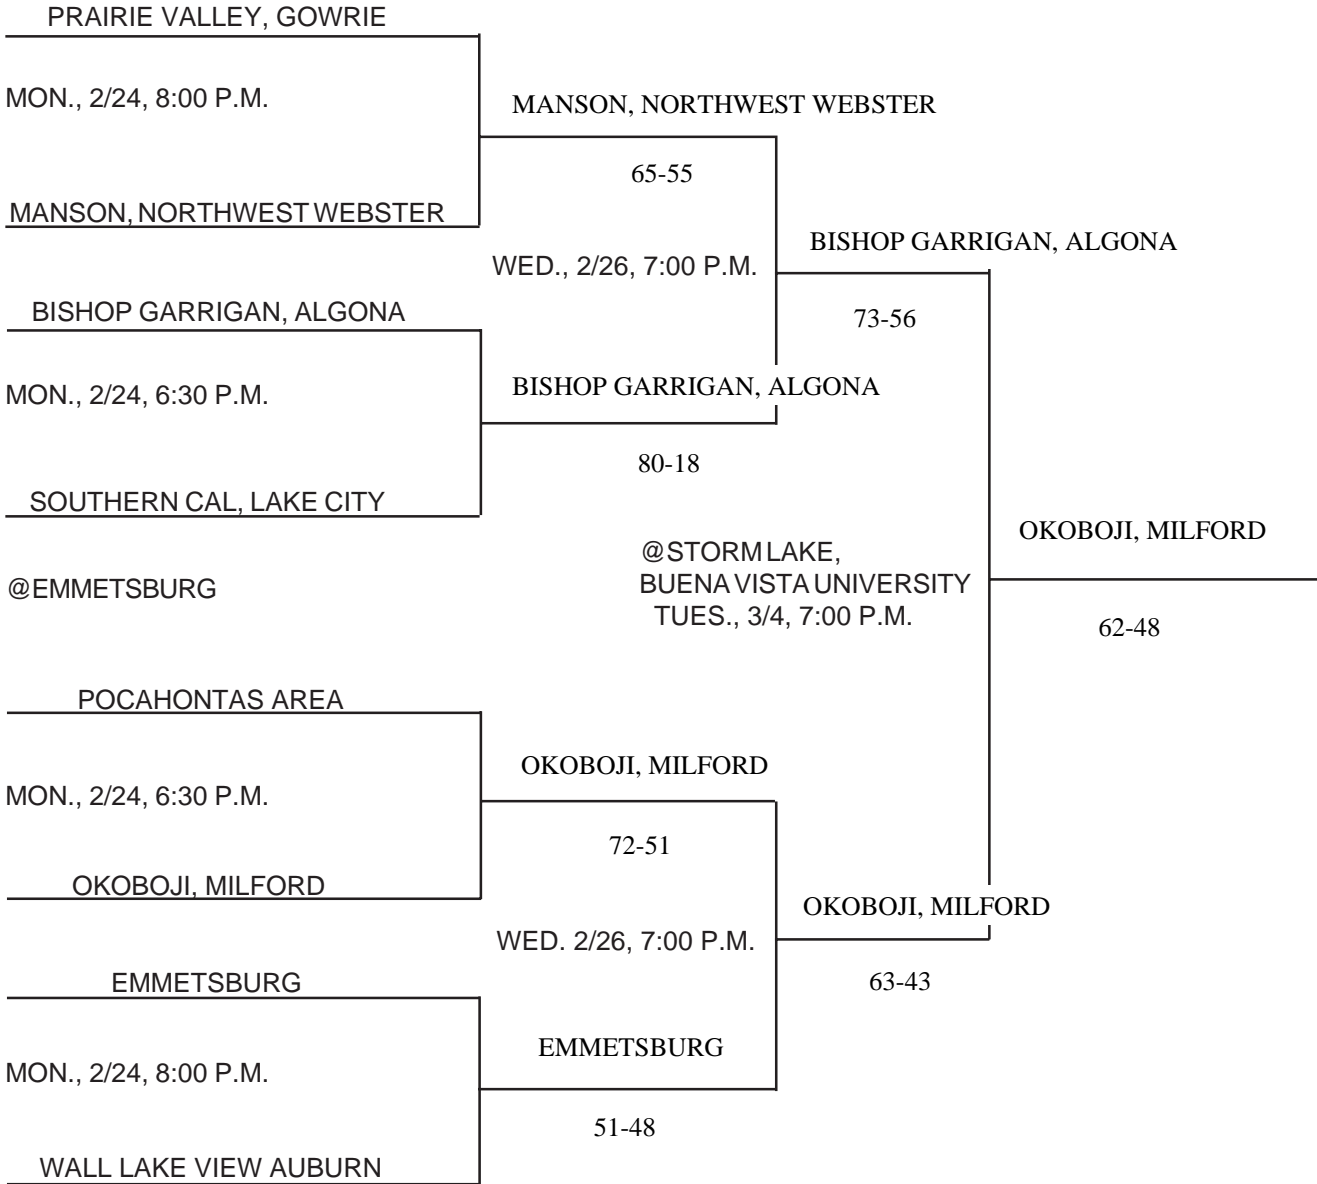 PRAIRIE VALLEY, GOWRIE
MON., 2/24, 8:00 P.M.
MANSON, NORTHWEST WEBSTER
65-55
MANSON, NORTHWEST WEBSTER
WED., 2/26, 7:00 P.M.
BISHOP GARRIGAN, ALGONA
73-56
BISHOP GARRIGAN, ALGONA
MON., 2/24, 6:30 P.M.
BISHOP GARRIGAN, ALGONA
80-18
SOUTHERN CAL, LAKE CITY
@EMMETSBURG
@STORM LAKE,
BUENA VISTA UNIVERSITY
TUES., 3/4, 7:00 P.M.
OKOBOJI, MILFORD
62-48
POCAHONTAS AREA
MON., 2/24, 6:30 P.M.
OKOBOJI, MILFORD
72-51
OKOBOJI, MILFORD
WED. 2/26, 7:00 P.M.
OKOBOJI, MILFORD
63-43
EMMETSBURG
MON., 2/24, 8:00 P.M.
EMMETSBURG
51-48
WALL LAKE VIEW AUBURN